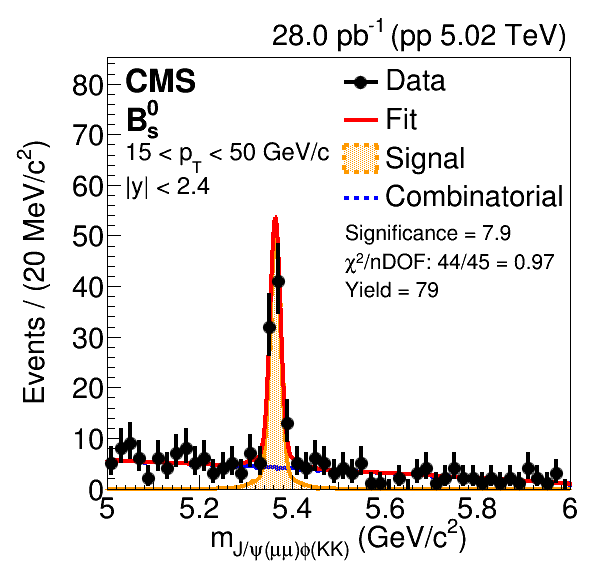 28.0 pb⁻¹ (pp 5.02 TeV)
CMS
B⁰ₛ
15 < p_T < 50 GeV/c
|y| < 2.4
Data
Fit
Signal
Combinatorial
Significance = 7.9
χ²/nDOF: 44/45 = 0.97
Yield = 79
Events / (20 MeV/c²)
80
70
60
50
40
30
20
10
0
5 5.2 5.4 5.6 5.8 6
m_J/ψ(μμ)φ(KK) (GeV/c²)